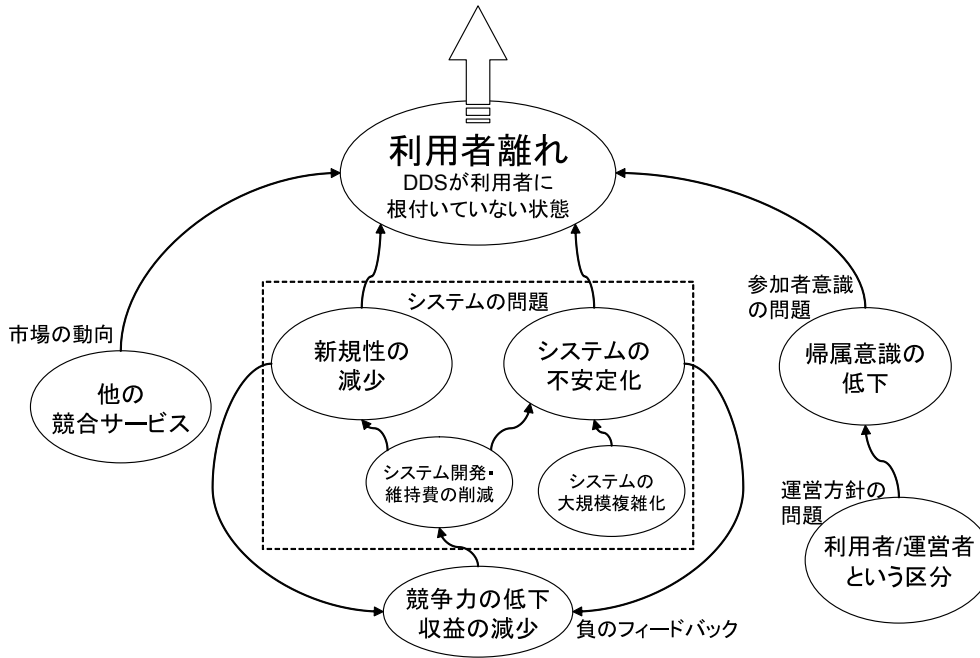 利用者離れ
DDSが利用者に
根付いていない状態
システムの問題
参加者意識
の問題
市場の動向
新規性の
減少
システムの
不安定化
帰属意識の
低下
他の
競合サービス
システム開発・
維持費の削減
システムの
大規模複雑化
運営方針の
問題
利用者/運営者
という区分
競争力の低下
収益の減少
負のフィードバック